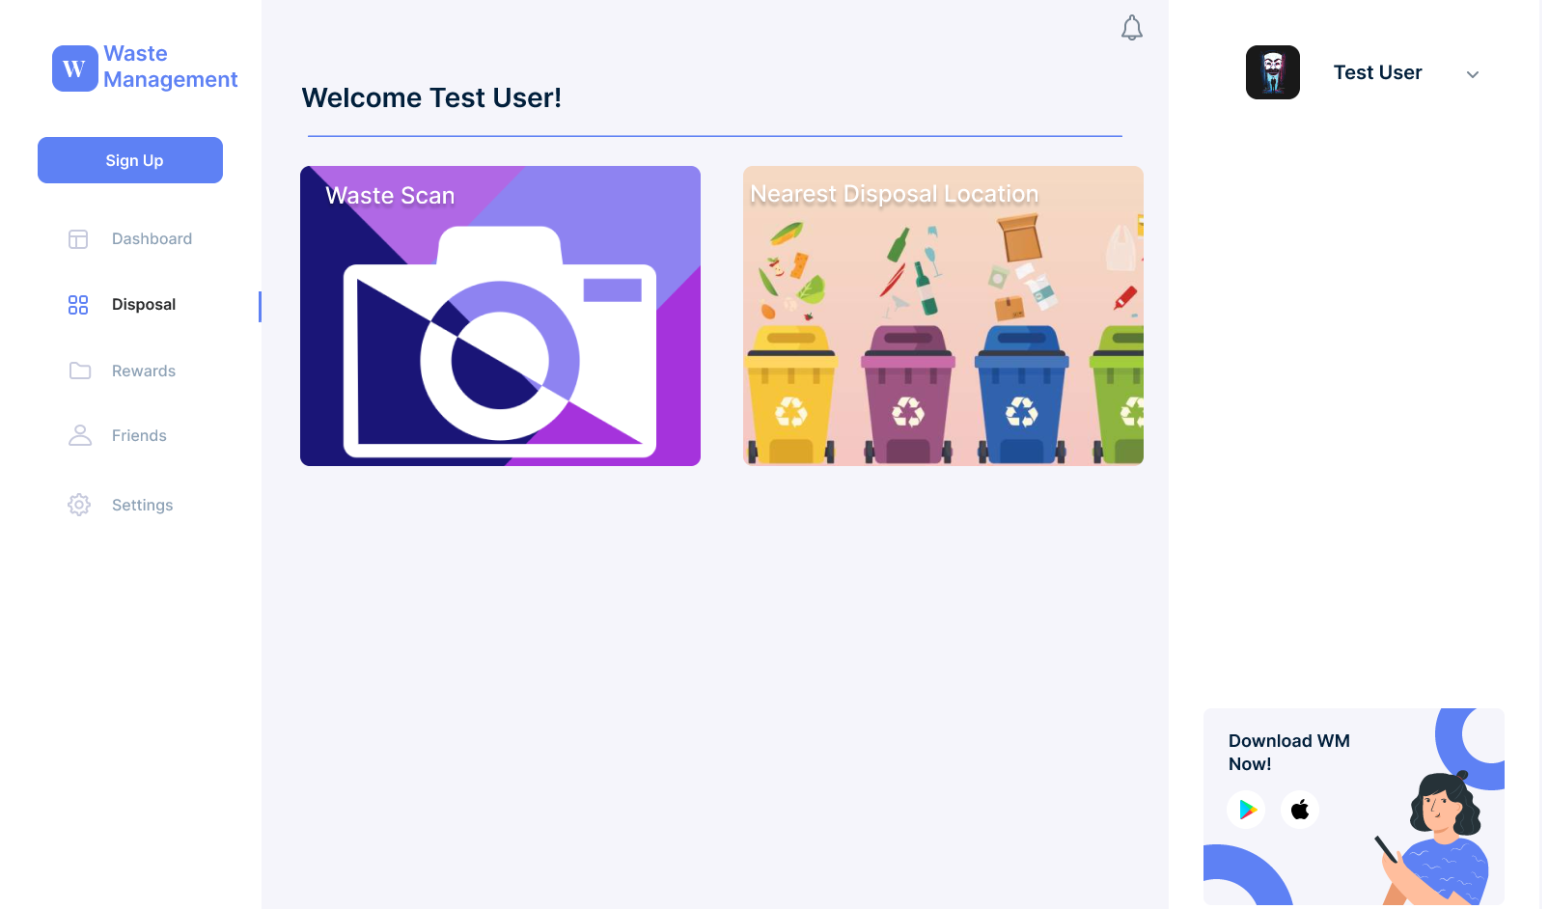 W
Waste
Management
Sign Up
Dashboard
Disposal
Rewards
Friends
Settings
Welcome Test User!
Waste Scan
Nearest Disposal Location
Test User
Download WM
Now!